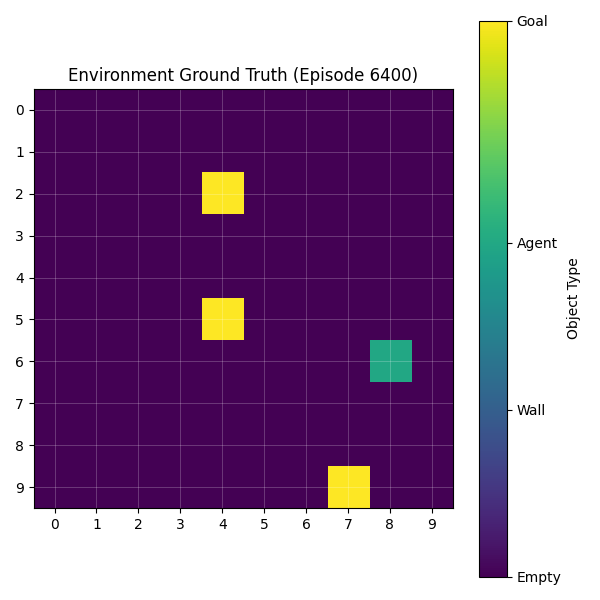 Environment Ground Truth (Episode 6400)
0
1
2
3
4
5
6
7
8
9
0 1 2 3 4 5 6 7 8 9
Goal
Agent
Wall
Empty
Object Type